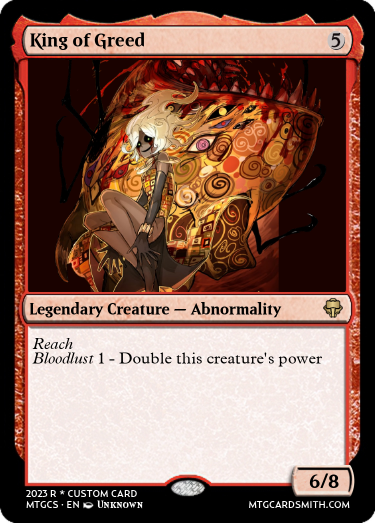 King of Greed 5
Legendary Creature — Abnormality
Reach
Bloodlust 1 - Double this creature's power
6/8
2023 R * CUSTOM CARD
MTGCS · EN Unknown
MTGCARDSMITH.COM